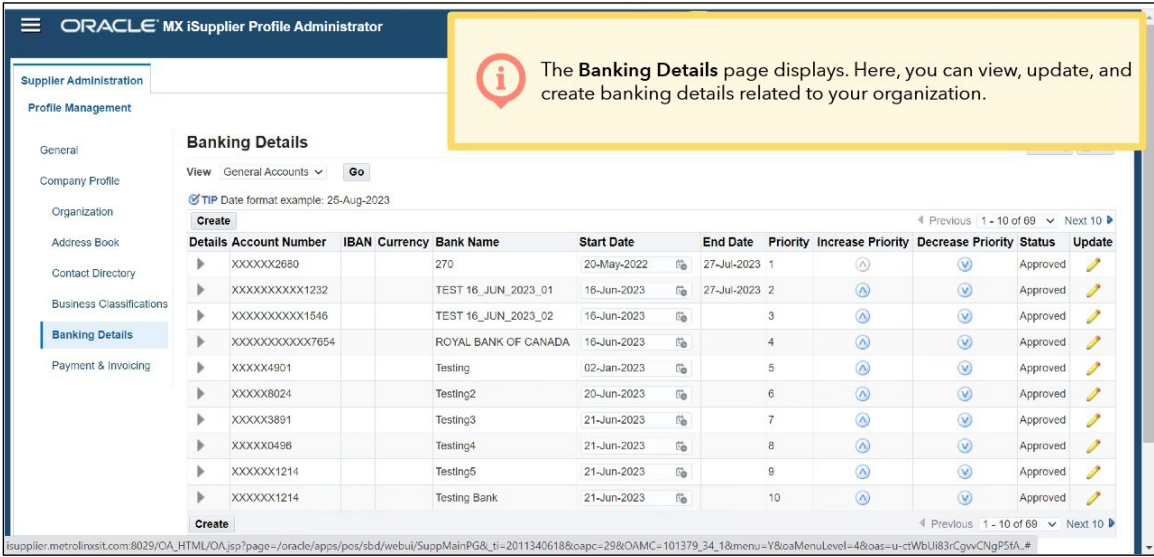 ORACLE® MX iSupplier Profile Administrator
The Banking Details page displays. Here, you can view, update, and
create banking details related to your organization.
Supplier Administration
Profile Management
General
Company Profile
Organization
Address Book
Contact Directory
Business Classifications
Banking Details
Payment & Invoicing
Banking Details
View General Accounts Go
TIP Date format example: 25-Aug-2023
Create Previous 1 - 10 of 69 Next 10
Details Account Number IBAN Currency Bank Name Start Date End Date Priority Increase Priority Decrease Priority Status Update
XXXXXX2680 270 20-May-2022 27-Jul-2023 1 Approved
XXXXXXXXXX1232 TEST 16_JUN_2023_01 16-Jun-2023 27-Jul-2023 2 Approved
XXXXXXXXXX1546 TEST 16_JUN_2023_02 16-Jun-2023 3 Approved
XXXXXXXXXXX7654 ROYAL BANK OF CANADA 16-Jun-2023 4 Approved
XXXXX4901 Testing 02-Jan-2023 5 Approved
XXXXX8024 Testing2 20-Jun-2023 6 Approved
XXXXX3891 Testing3 21-Jun-2023 7 Approved
XXXXX0496 Testing4 21-Jun-2023 8 Approved
XXXXXX1214 Testing5 21-Jun-2023 9 Approved
XXXXXX1214 Testing Bank 21-Jun-2023 10 Approved
Create Previous 1 - 10 of 69 Next 10
isupplier.metrolinxsit.com:8029/OA_HTML/OA.jsp?page=/oracle/apps/pos/sbd/webui/SuppMainPG&_ti=2011340618&oapc=29&OAMC=101379_34_1&menu=Y&oaMenuLevel=4&oas=u-ctWbUi83rCgvvCNgP5fA..#